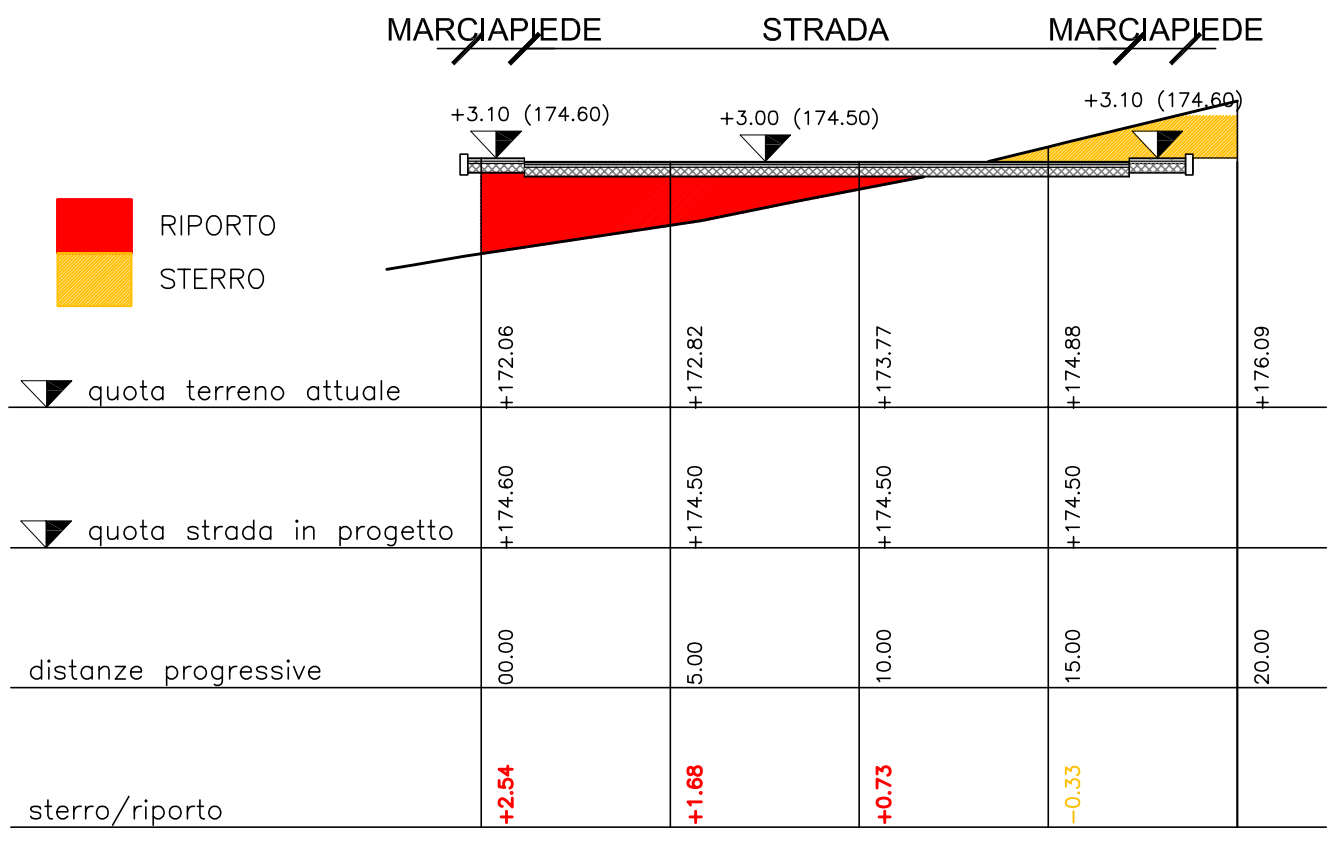 MARCIAPIEDE STRADA MARCIAPIEDE
+3.10 (174.60) +3.00 (174.50) +3.10 (174.60)
RIPORTO
STERRO
quota terreno attuale +172.06 +172.82 +173.77 +174.88 +176.09
quota strada in progetto +174.60 +174.50 +174.50 +174.50
distanze progressive 00.00 5.00 10.00 15.00 20.00
sterro/riporto +2.54 +1.68 +0.73 -0.33